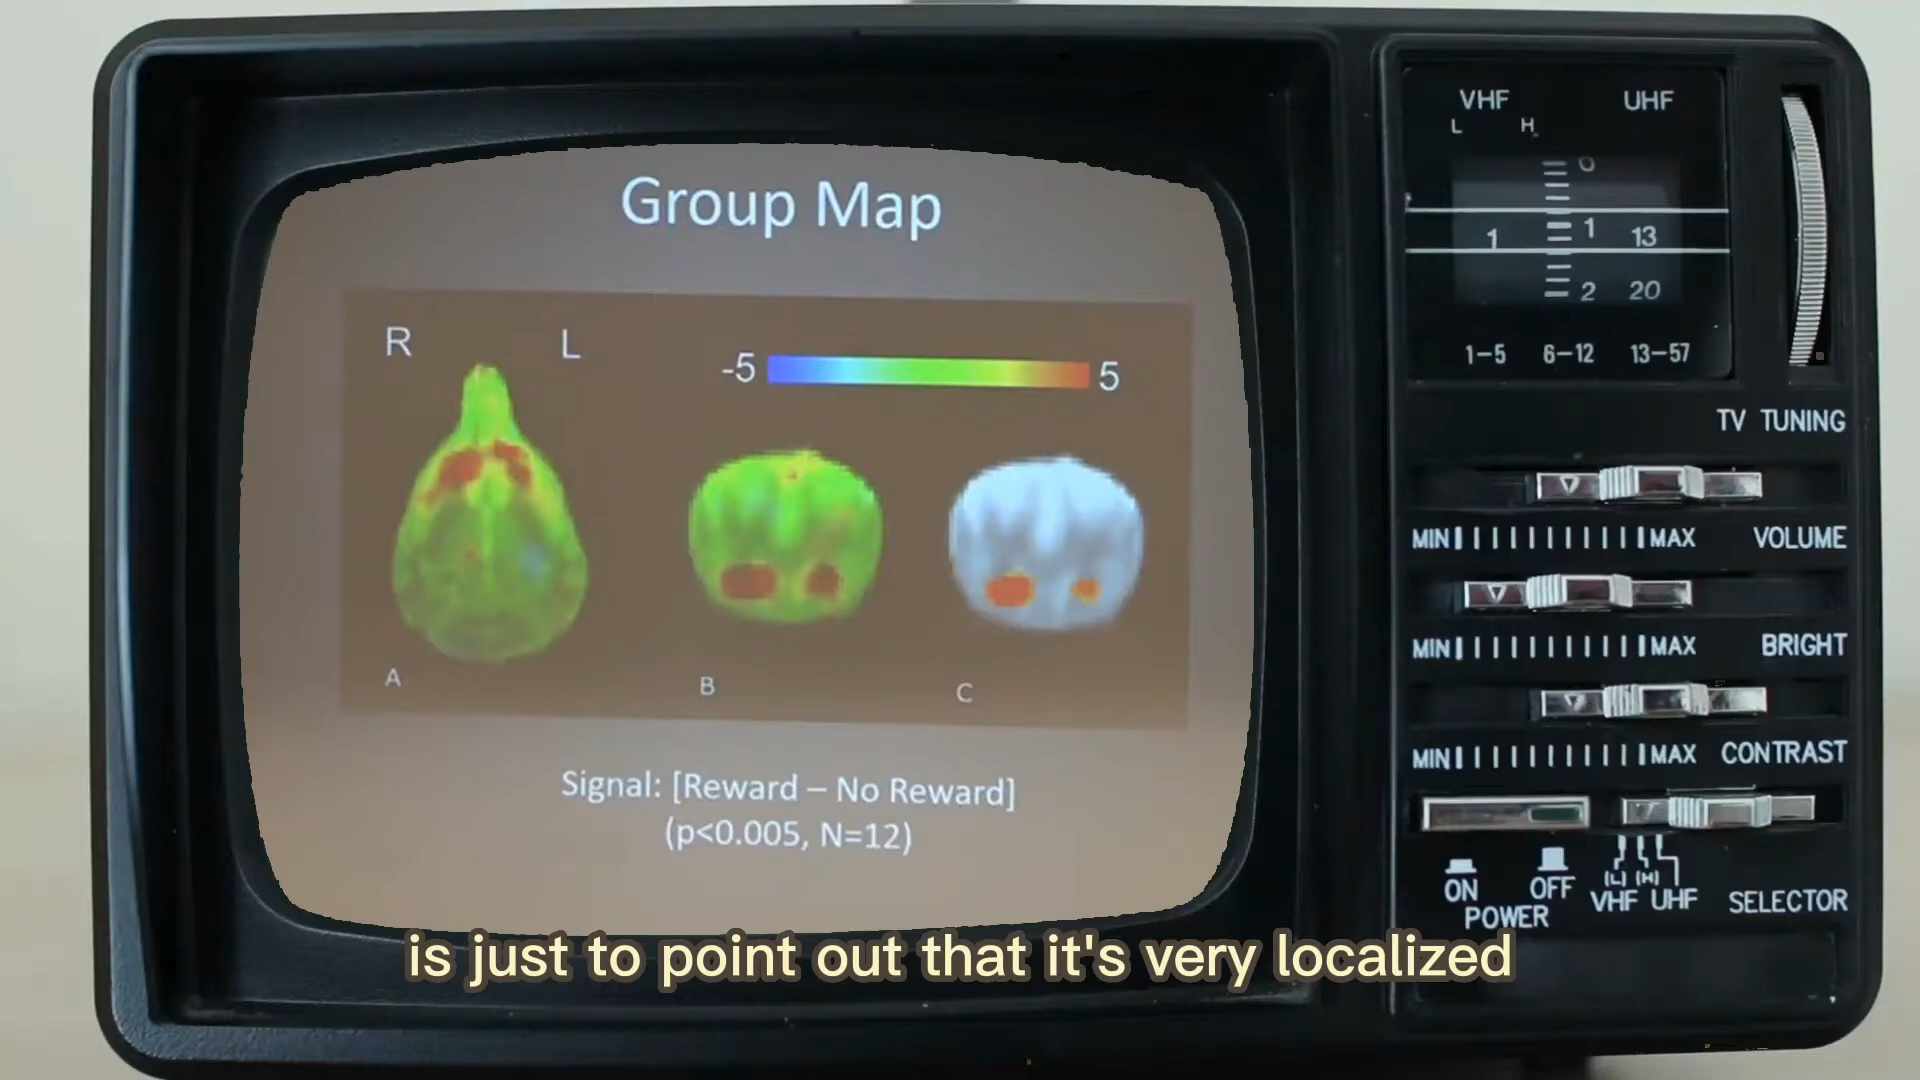 Group Map
R L
-5 5
A B C
Signal: [Reward – No Reward]
(p<0.005, N=12)
is just to point out that it's very localized
VHF UHF
L H
0
1 1 13
2 20
1–5 6–12 13–57
TV TUNING
MIN MAX VOLUME
MIN MAX BRIGHT
MIN MAX CONTRAST
ON OFF
POWER
(L) (H)
VHF UHF
SELECTOR